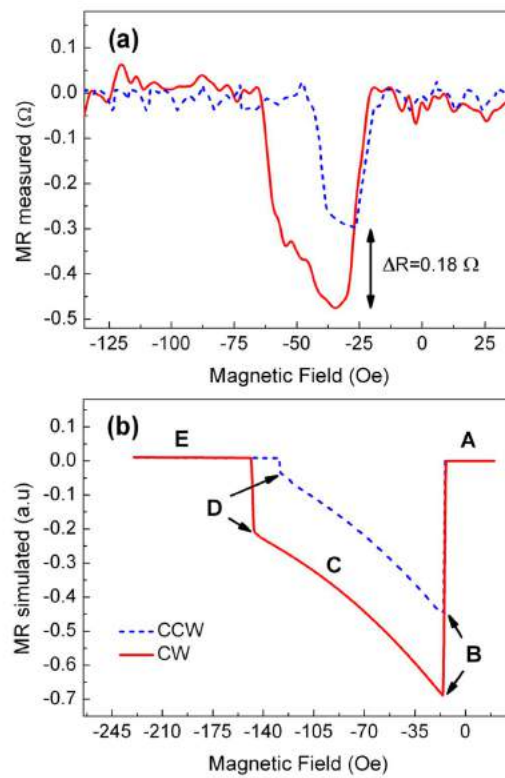 (a)
0.1
0.0
-0.1
-0.2
-0.3
-0.4
-0.5
MR measured (Ω)
ΔR=0.18 Ω
-125 -100 -75 -50 -25 0 25
Magnetic Field (Oe)
(b)
0.1
0.0
-0.1
-0.2
-0.3
-0.4
-0.5
-0.6
-0.7
MR simulated (a.u)
E
A
D
C
B
CCW
CW
-245 -210 -175 -140 -105 -70 -35 0
Magnetic Field (Oe)